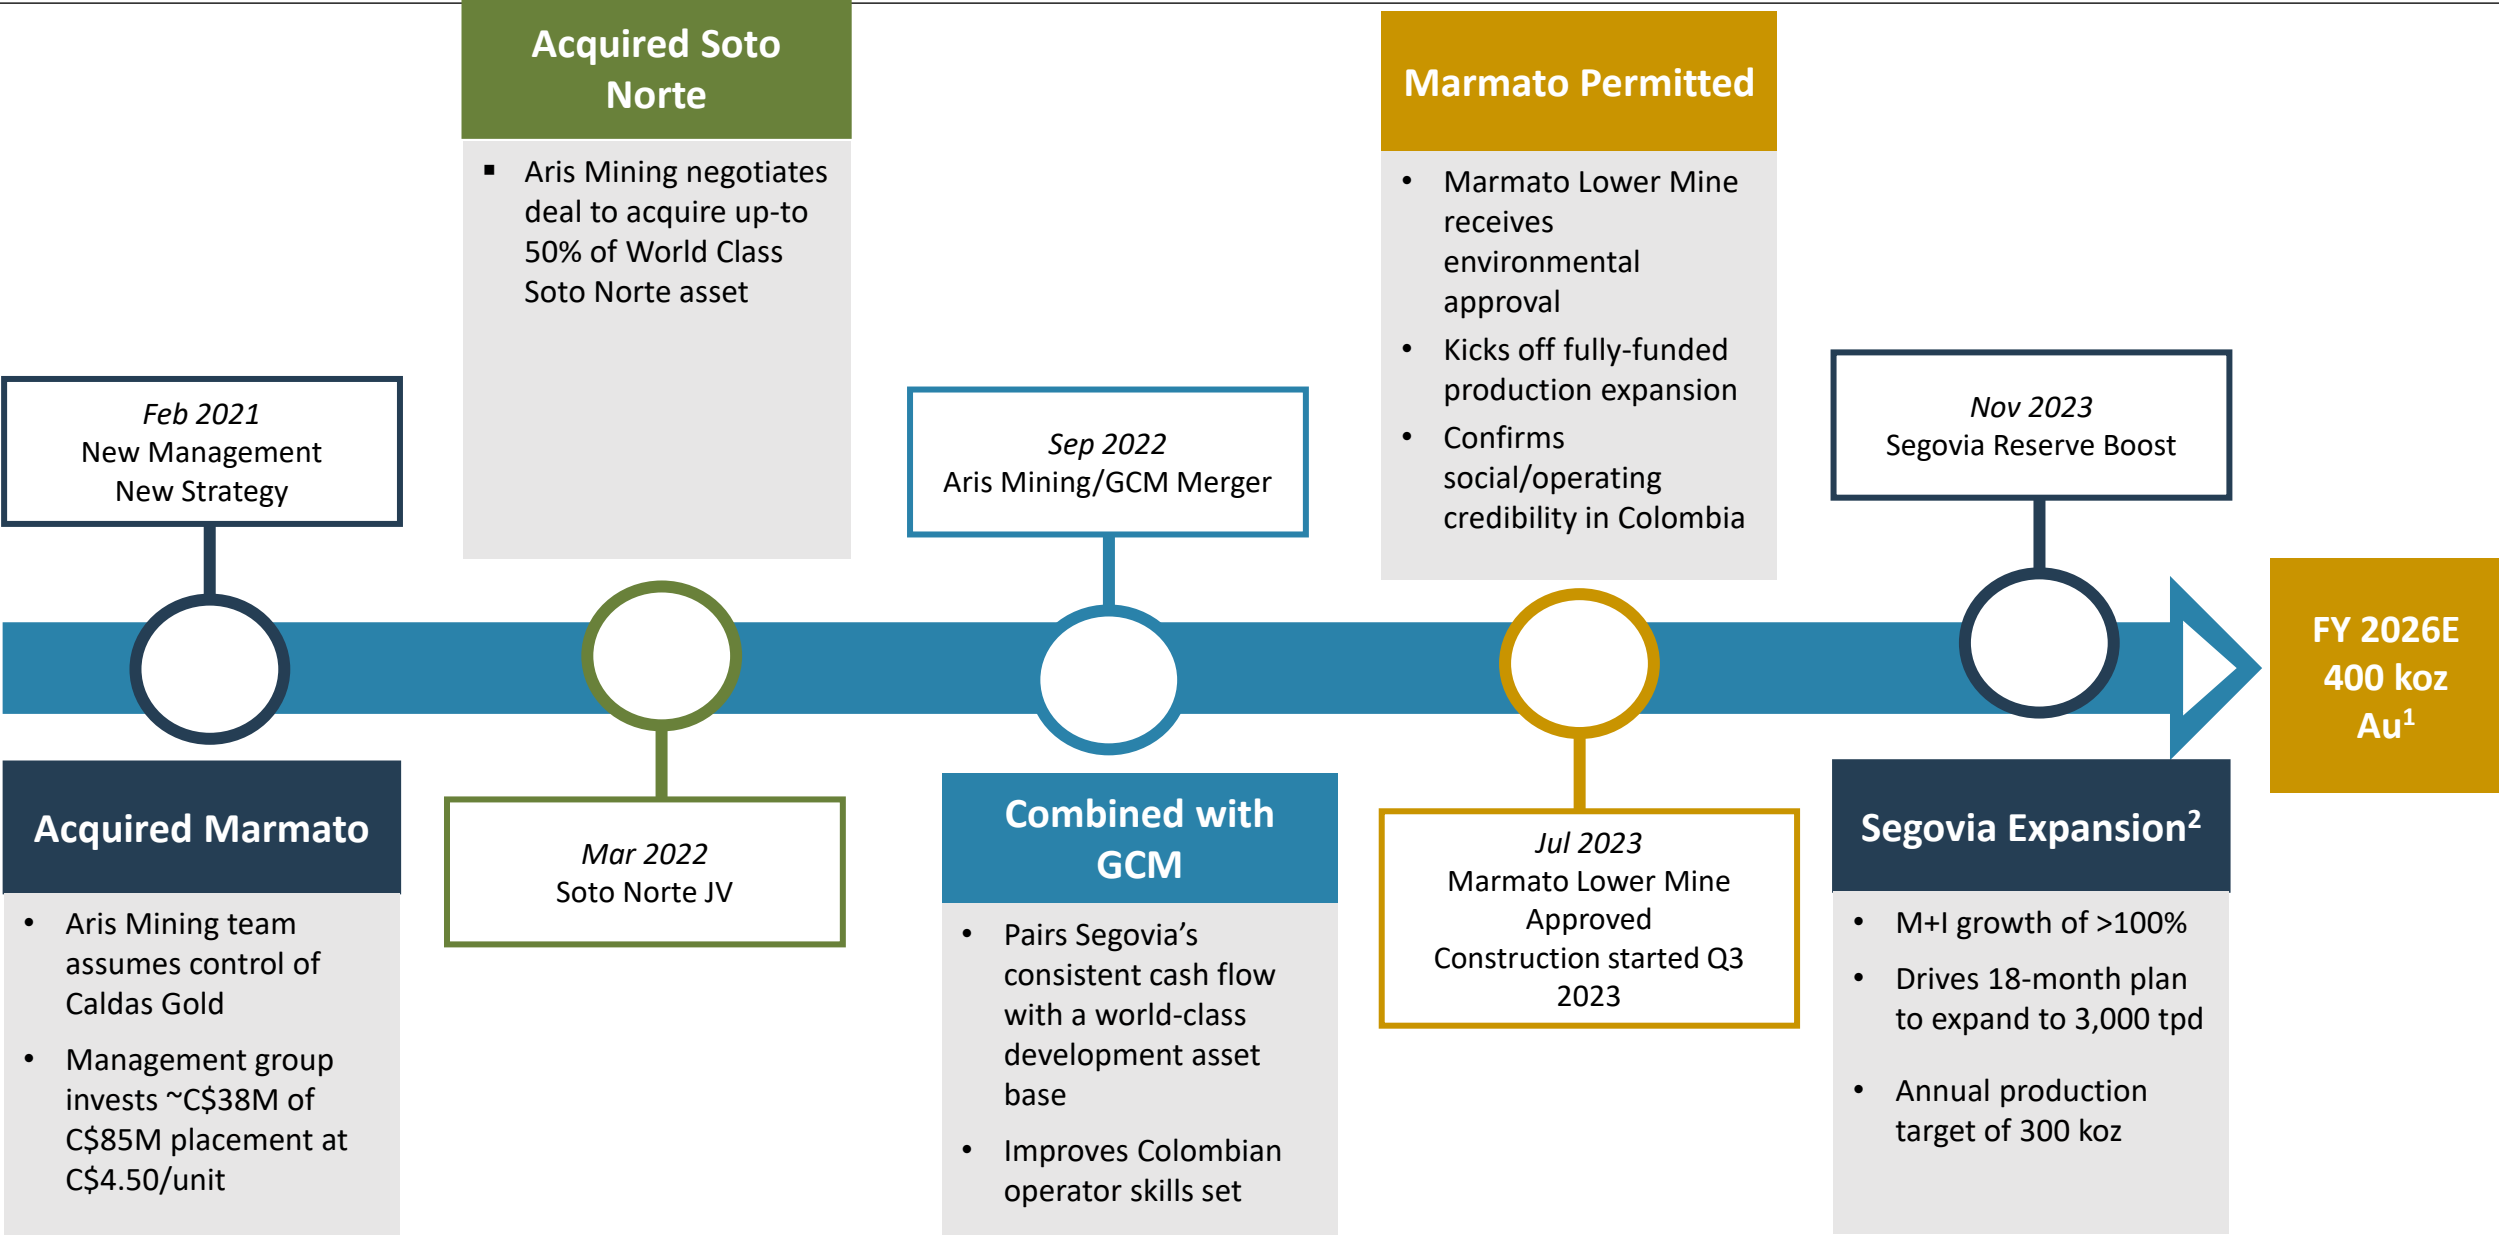 Acquired Soto
Norte
▪ Aris Mining negotiates
deal to acquire up-to
50% of World Class
Soto Norte asset
Marmato Permitted
• Marmato Lower Mine
receives
environmental
approval
• Kicks off fully-funded
production expansion
• Confirms
social/operating
credibility in Colombia
Feb 2021
New Management
New Strategy
Sep 2022
Aris Mining/GCM Merger
Nov 2023
Segovia Reserve Boost
FY 2026E
400 koz
Au¹
Acquired Marmato
• Aris Mining team
assumes control of
Caldas Gold
• Management group
invests ~C$38M of
C$85M placement at
C$4.50/unit
Mar 2022
Soto Norte JV
Combined with
GCM
• Pairs Segovia’s
consistent cash flow
with a world-class
development asset
base
• Improves Colombian
operator skills set
Jul 2023
Marmato Lower Mine
Approved
Construction started Q3
2023
Segovia Expansion²
• M+I growth of >100%
• Drives 18-month plan
to expand to 3,000 tpd
• Annual production
target of 300 koz